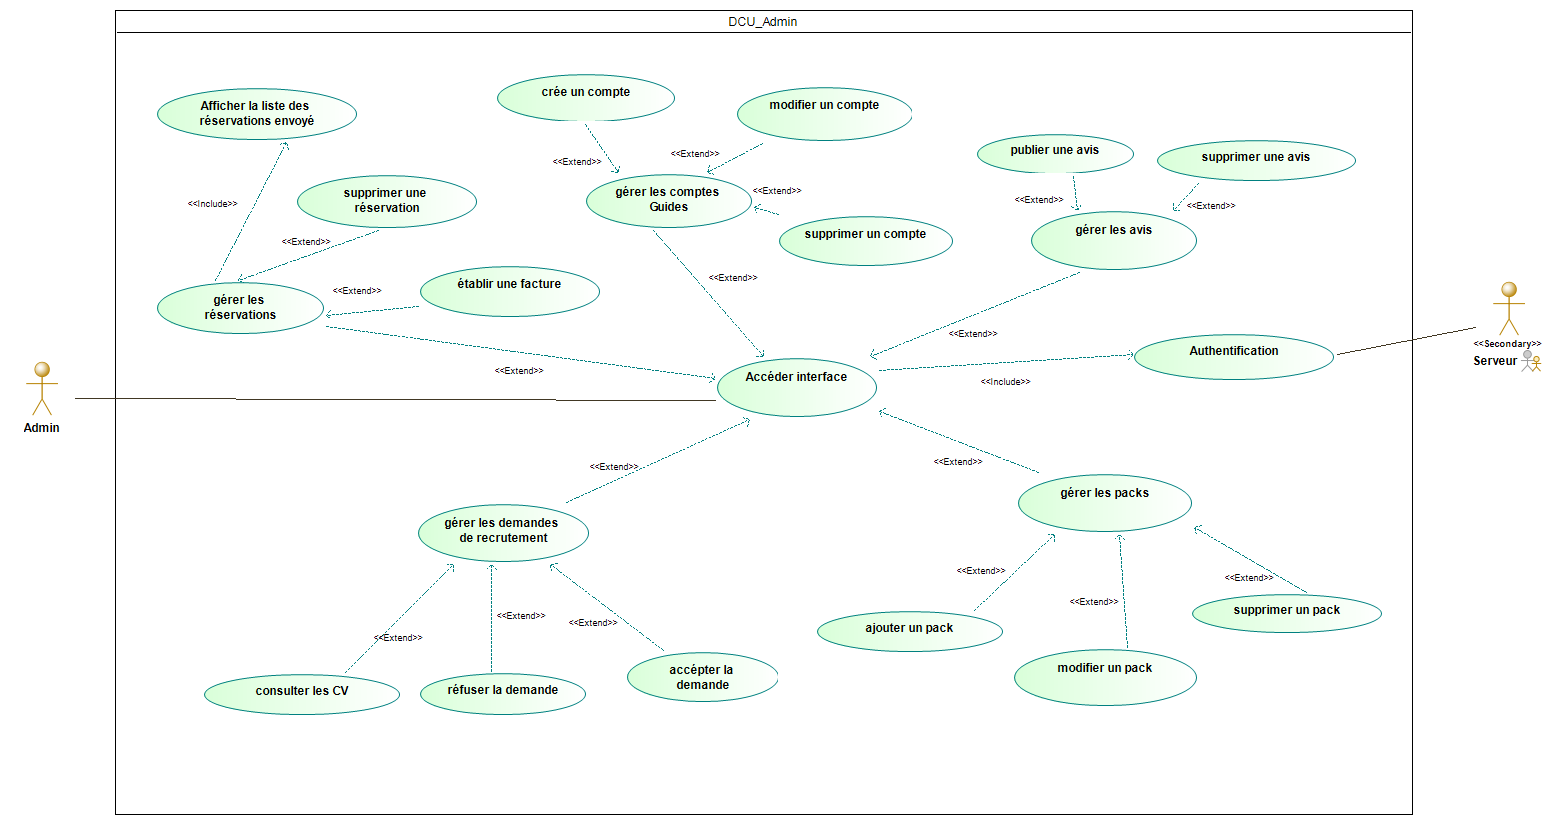 DCU_Admin
crée un compte
Afficher la liste des
réservations envoyé
modifier un compte
publier une avis
supprimer une avis
<<Extend>>
<<Extend>>
supprimer une
réservation
gérer les comptes
Guides
<<Extend>>
<<Include>>
<<Extend>>
<<Extend>>
gérer les avis
supprimer un compte
<<Extend>>
<<Extend>>
établir une facture
<<Extend>>
gérer les
réservations
<<Extend>>
Authentification
<<Secondary>>
Serveur
<<Extend>>
Accéder interface
<<Include>>
Admin
<<Extend>>
<<Extend>>
gérer les packs
gérer les demandes
de recrutement
<<Extend>>
<<Extend>>
<<Extend>>
supprimer un pack
<<Extend>>
<<Extend>>
<<Extend>>
ajouter un pack
modifier un pack
accépter la
demande
consulter les CV
réfuser la demande